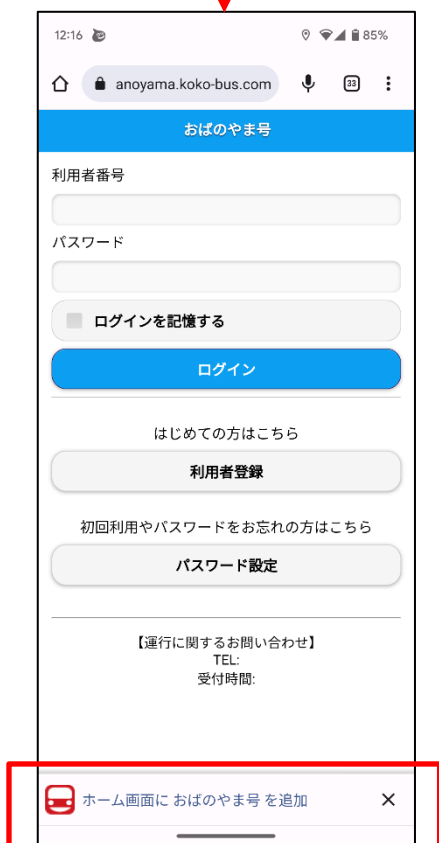 12:16 85%
anoyama.koko-bus.com 33
おばのやま号
利用者番号
パスワード
ログインを記憶する
ログイン
はじめての方はこちら
利用者登録
初回利用やパスワードをお忘れの方はこちら
パスワード設定
【運行に関するお問い合わせ】
TEL:
受付時間:
ホーム画面に おばのやま号 を追加